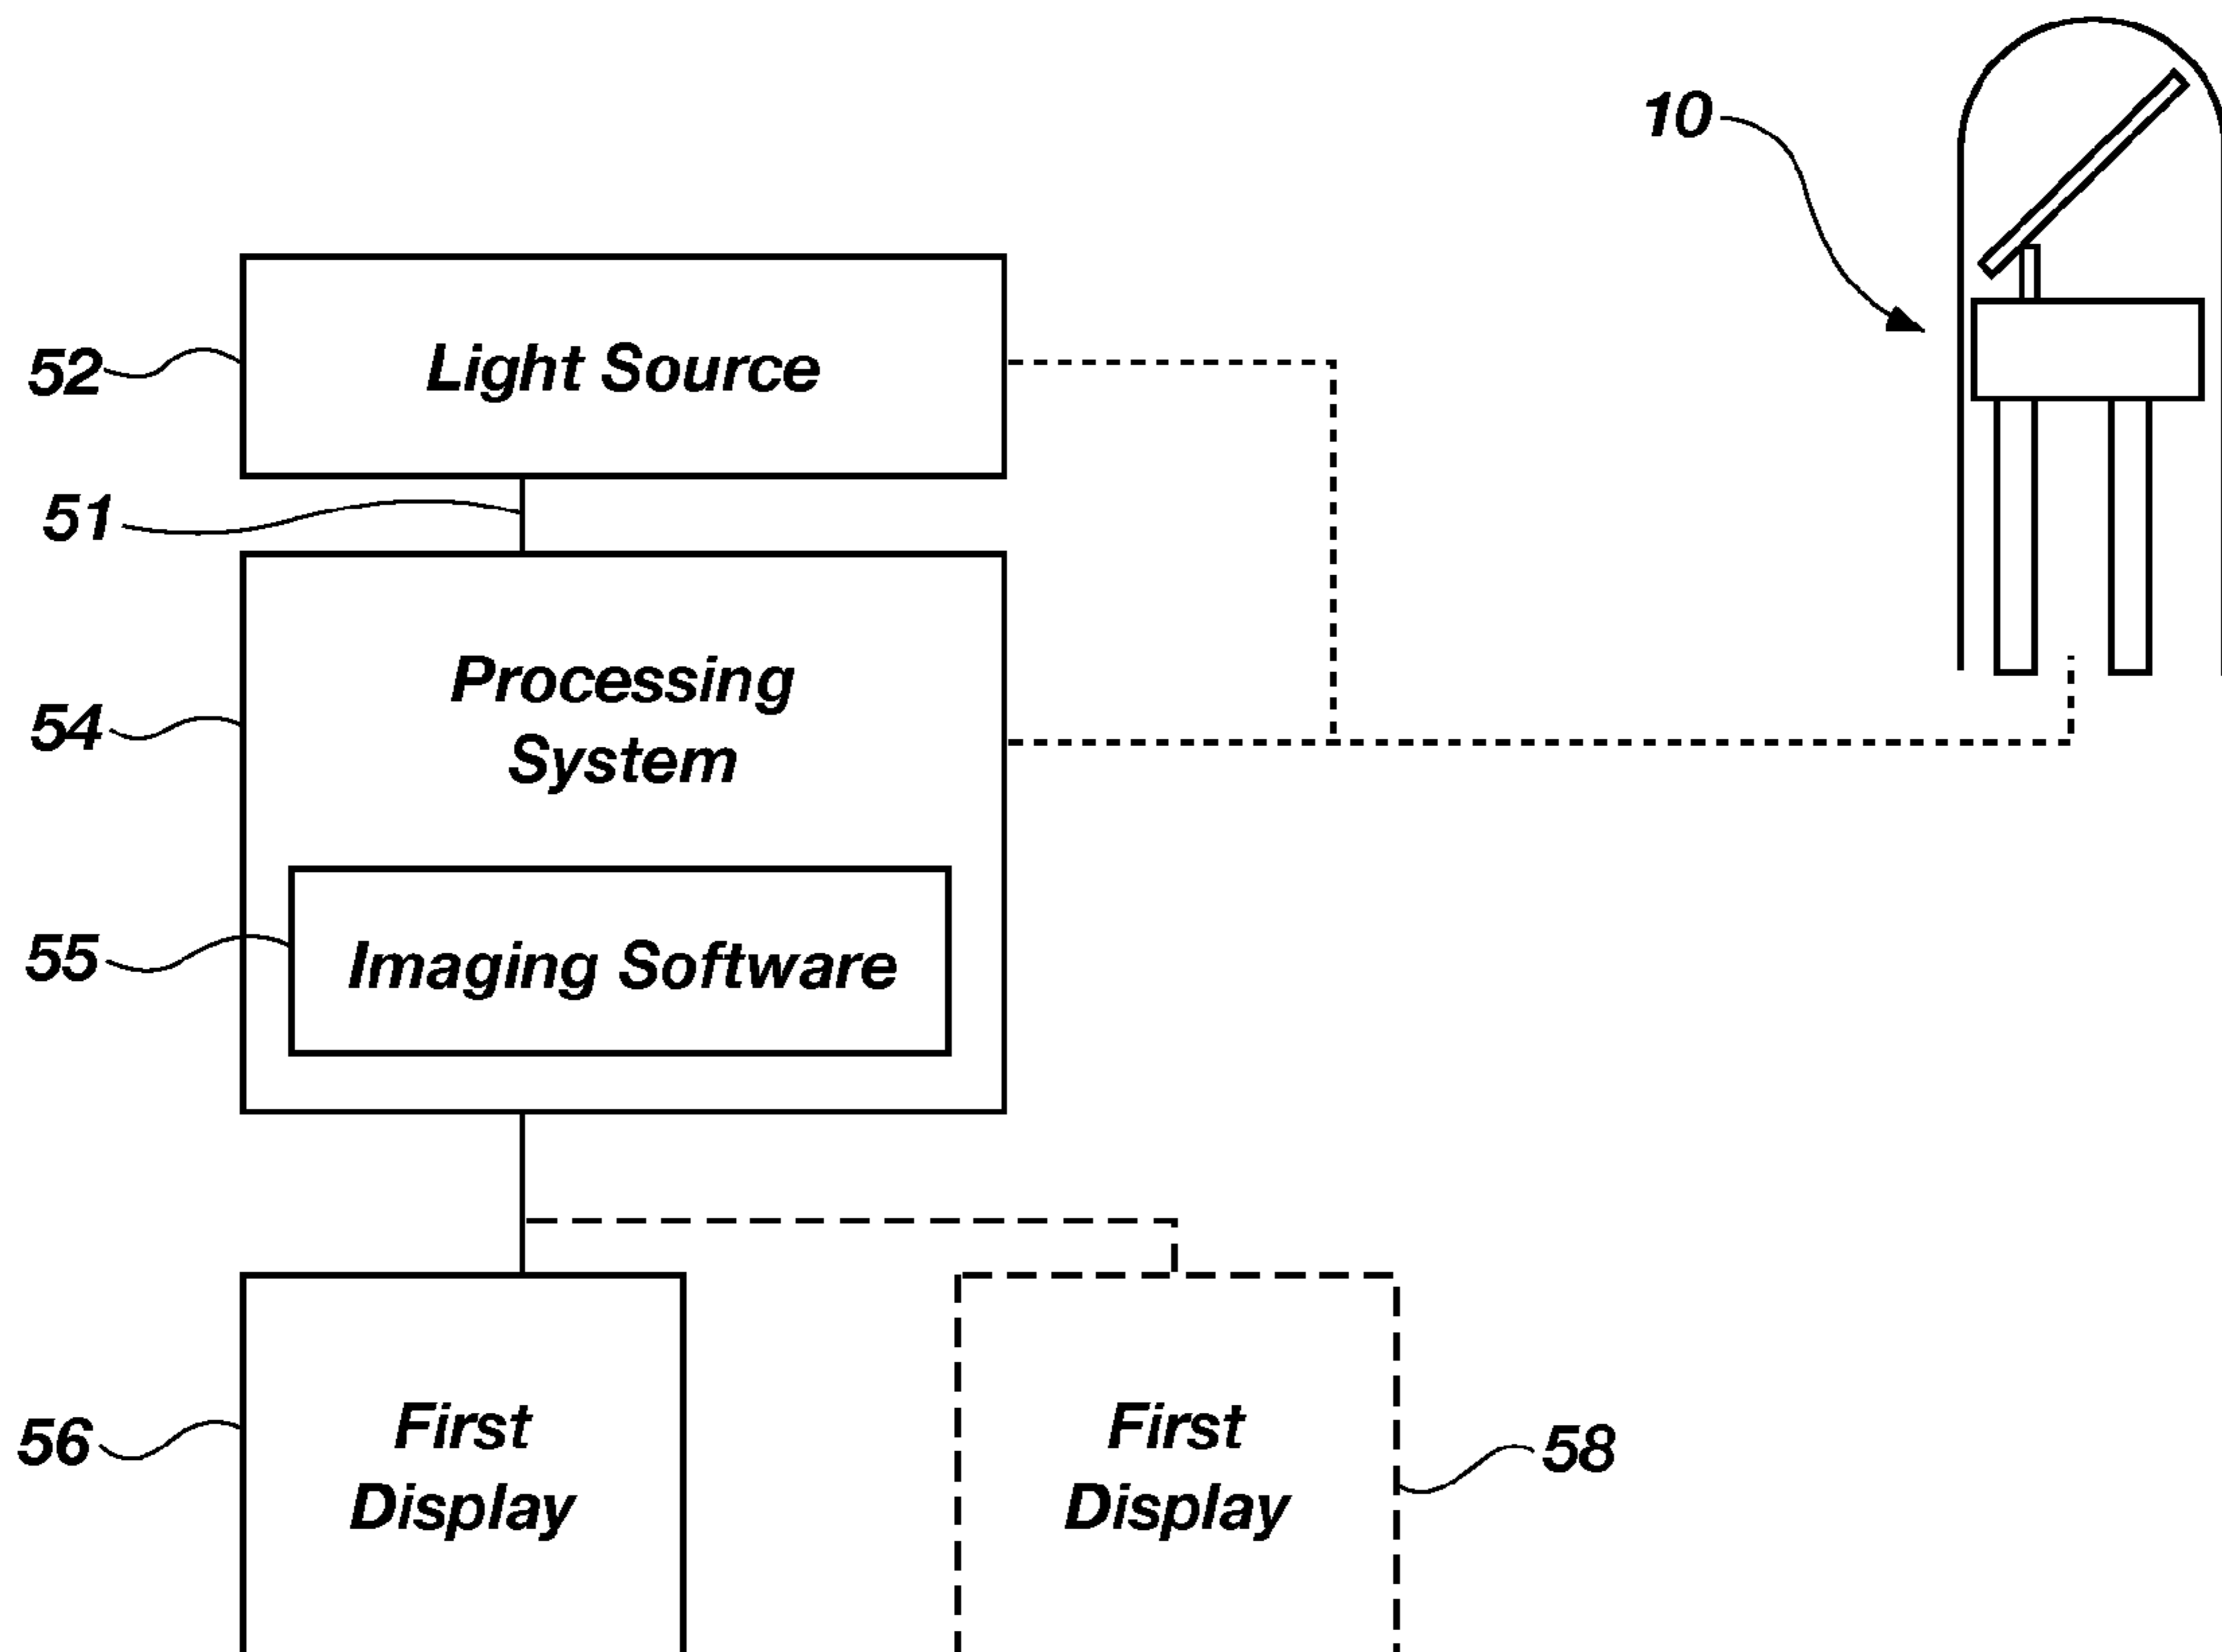 10
52
Light Source
51
54
Processing
System
55
Imaging Software
56
First
Display
First
Display
58